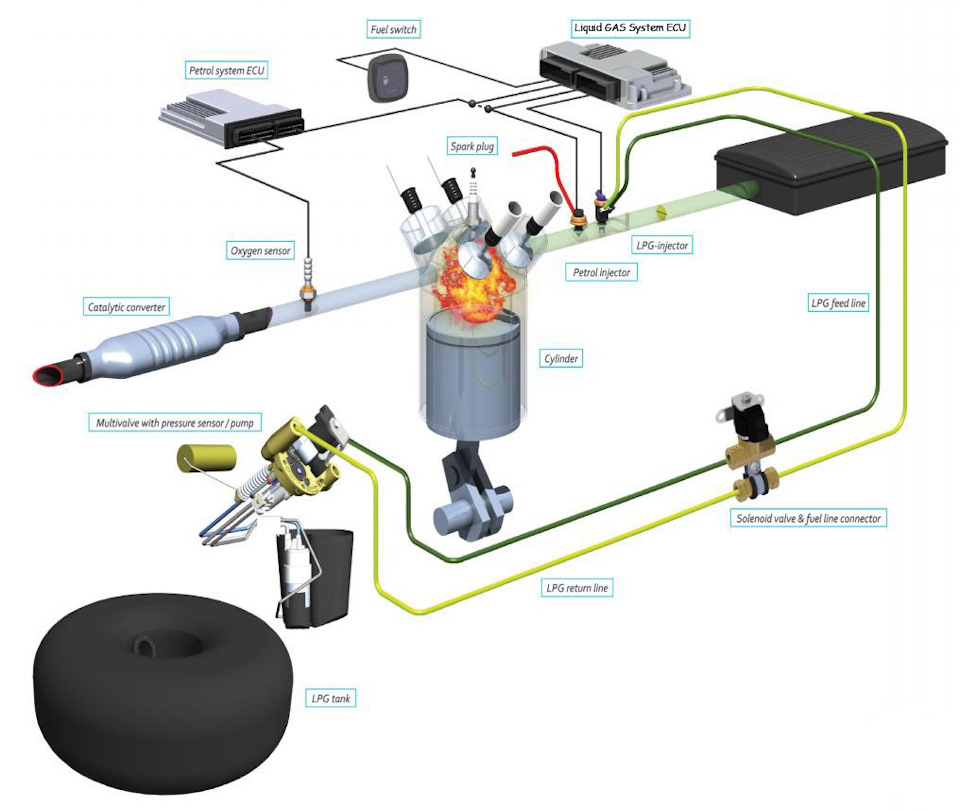 Fuel switch
Liquid GAS System ECU
Petrol system ECU
Spark plug
Oxygen sensor
LPG-injector
Petrol injector
Catalytic converter
LPG feed line
Cylinder
Multivalve with pressure sensor / pump
Solenoid valve & fuel line connector
LPG return line
LPG tank